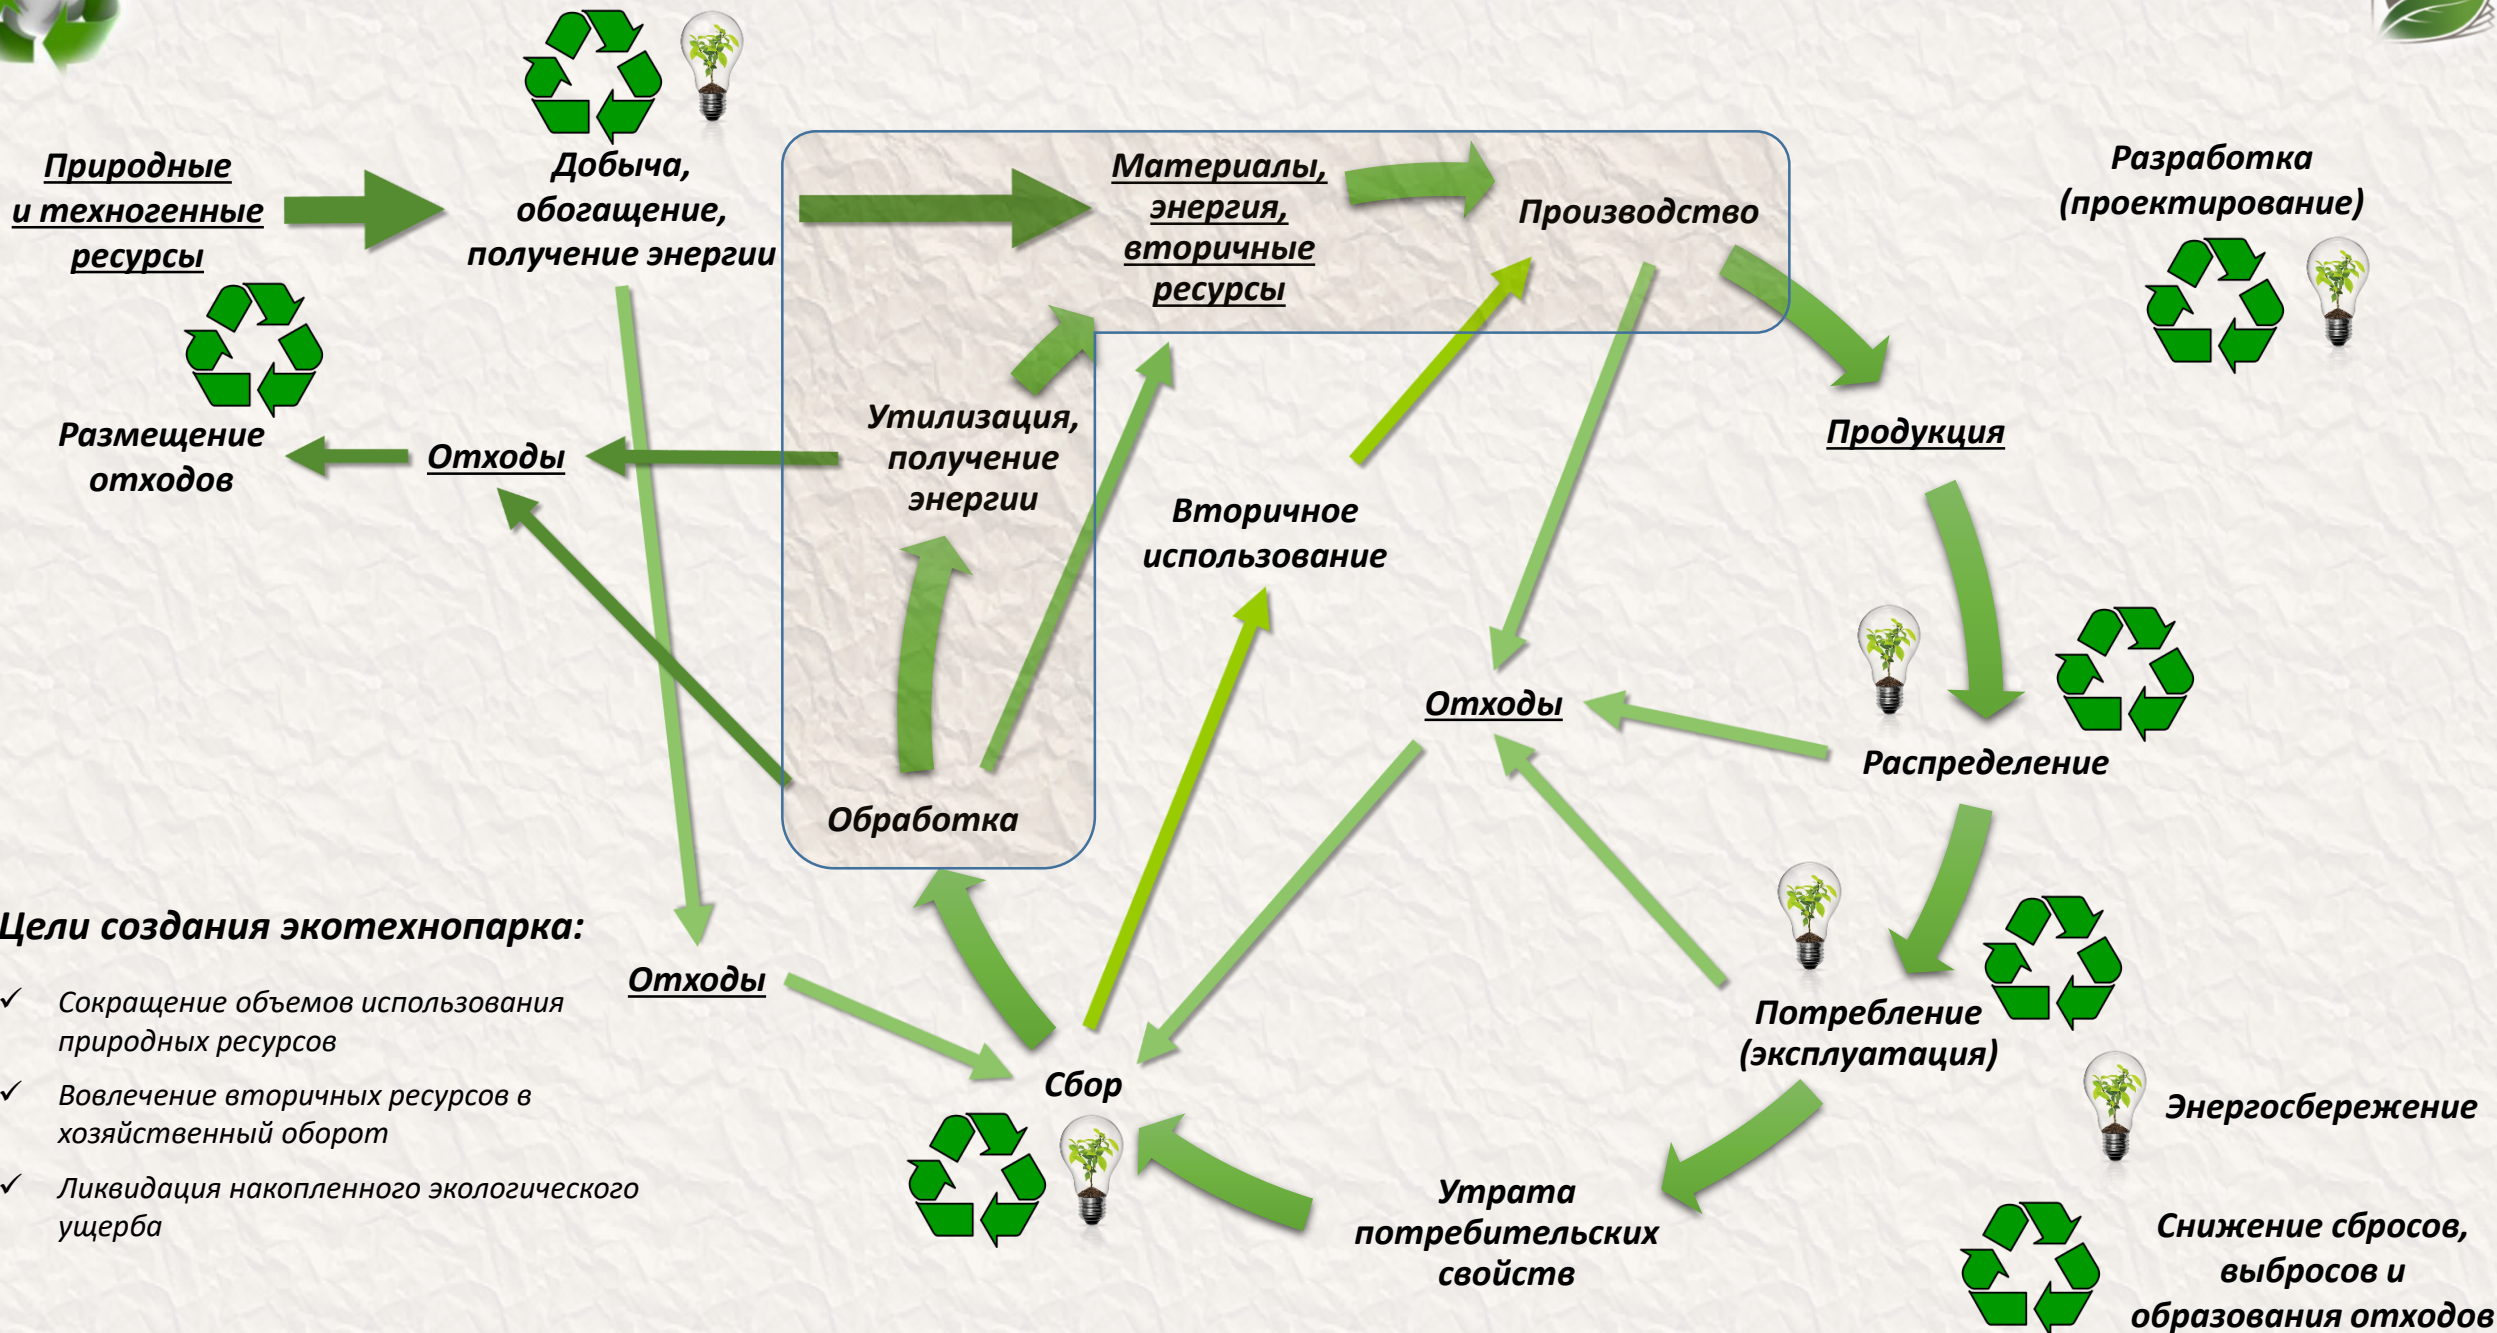 Природные
и техногенные
ресурсы
Добыча,
обогащение,
получение энергии
Материалы,
энергия,
вторичные
ресурсы
Производство
Разработка
(проектирование)
Размещение
отходов
Отходы
Утилизация,
получение
энергии
Вторичное
использование
Продукция
Отходы
Распределение
Обработка
Цели создания экотехнопарка:
✓ Сокращение объемов использования
природных ресурсов
✓ Вовлечение вторичных ресурсов в
хозяйственный оборот
✓ Ликвидация накопленного экологического
ущерба
Отходы
Сбор
Потребление
(эксплуатация)
Утрата
потребительских
свойств
Энергосбережение
Снижение сбросов,
выбросов и
образования отходов